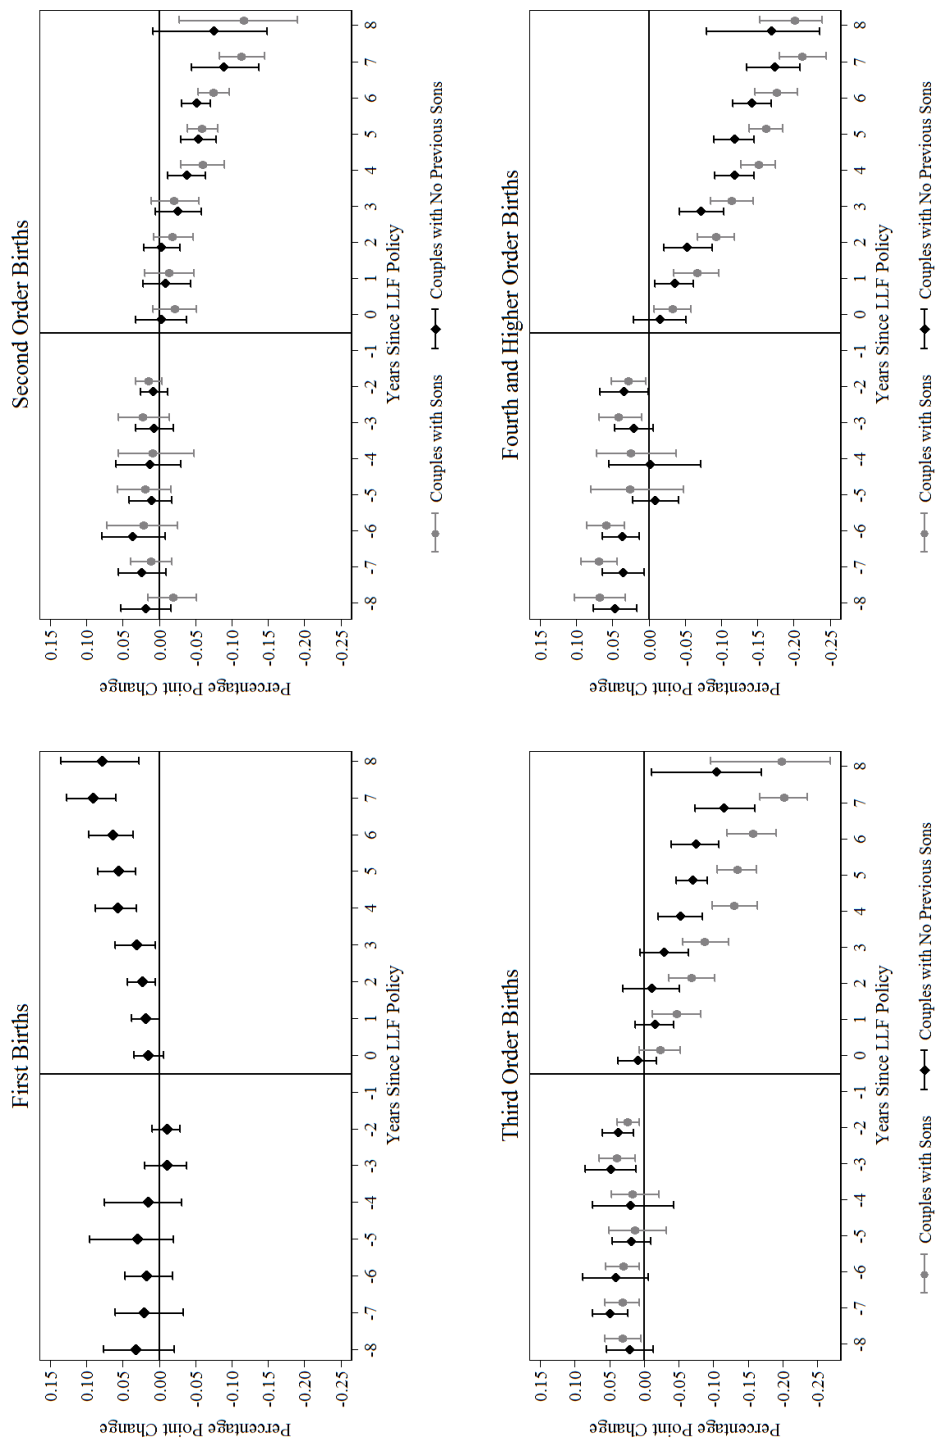 First Births
Percentage Point Change
0.15
0.10
0.05
0.00
-0.05
-0.10
-0.15
-0.20
-0.25
-8 -7 -6 -5 -4 -3 -2 -1 0 1 2 3 4 5 6 7 8
Years Since LLF Policy
Second Order Births
Percentage Point Change
0.15
0.10
0.05
0.00
-0.05
-0.10
-0.15
-0.20
-0.25
-8 -7 -6 -5 -4 -3 -2 -1 0 1 2 3 4 5 6 7 8
Years Since LLF Policy
Couples with Sons Couples with No Previous Sons
Third Order Births
Percentage Point Change
0.15
0.10
0.05
0.00
-0.05
-0.10
-0.15
-0.20
-0.25
-8 -7 -6 -5 -4 -3 -2 -1 0 1 2 3 4 5 6 7 8
Years Since LLF Policy
Couples with Sons Couples with No Previous Sons
Fourth and Higher Order Births
Percentage Point Change
0.15
0.10
0.05
0.00
-0.05
-0.10
-0.15
-0.20
-0.25
-8 -7 -6 -5 -4 -3 -2 -1 0 1 2 3 4 5 6 7 8
Years Since LLF Policy
Couples with Sons Couples with No Previous Sons